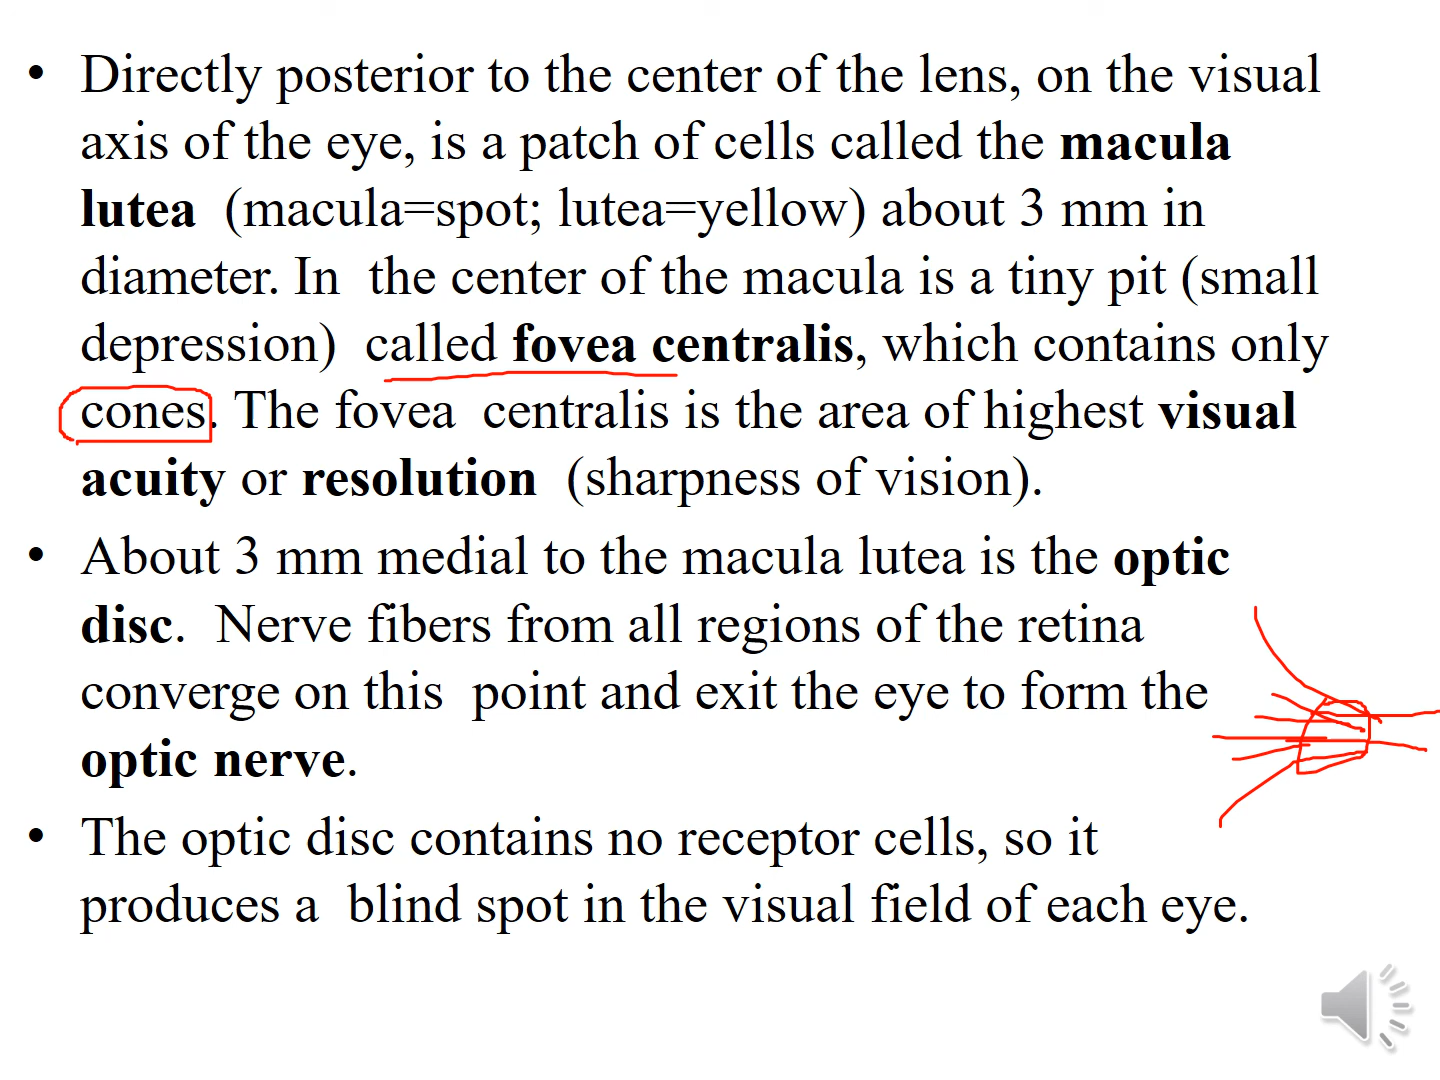 • Directly posterior to the center of the lens, on the visual
axis of the eye, is a patch of cells called the macula
lutea (macula=spot; lutea=yellow) about 3 mm in
diameter. In the center of the macula is a tiny pit (small
depression) called fovea centralis, which contains only
cones. The fovea centralis is the area of highest visual
acuity or resolution (sharpness of vision).
• About 3 mm medial to the macula lutea is the optic
disc. Nerve fibers from all regions of the retina
converge on this point and exit the eye to form the
optic nerve.
• The optic disc contains no receptor cells, so it
produces a blind spot in the visual field of each eye.